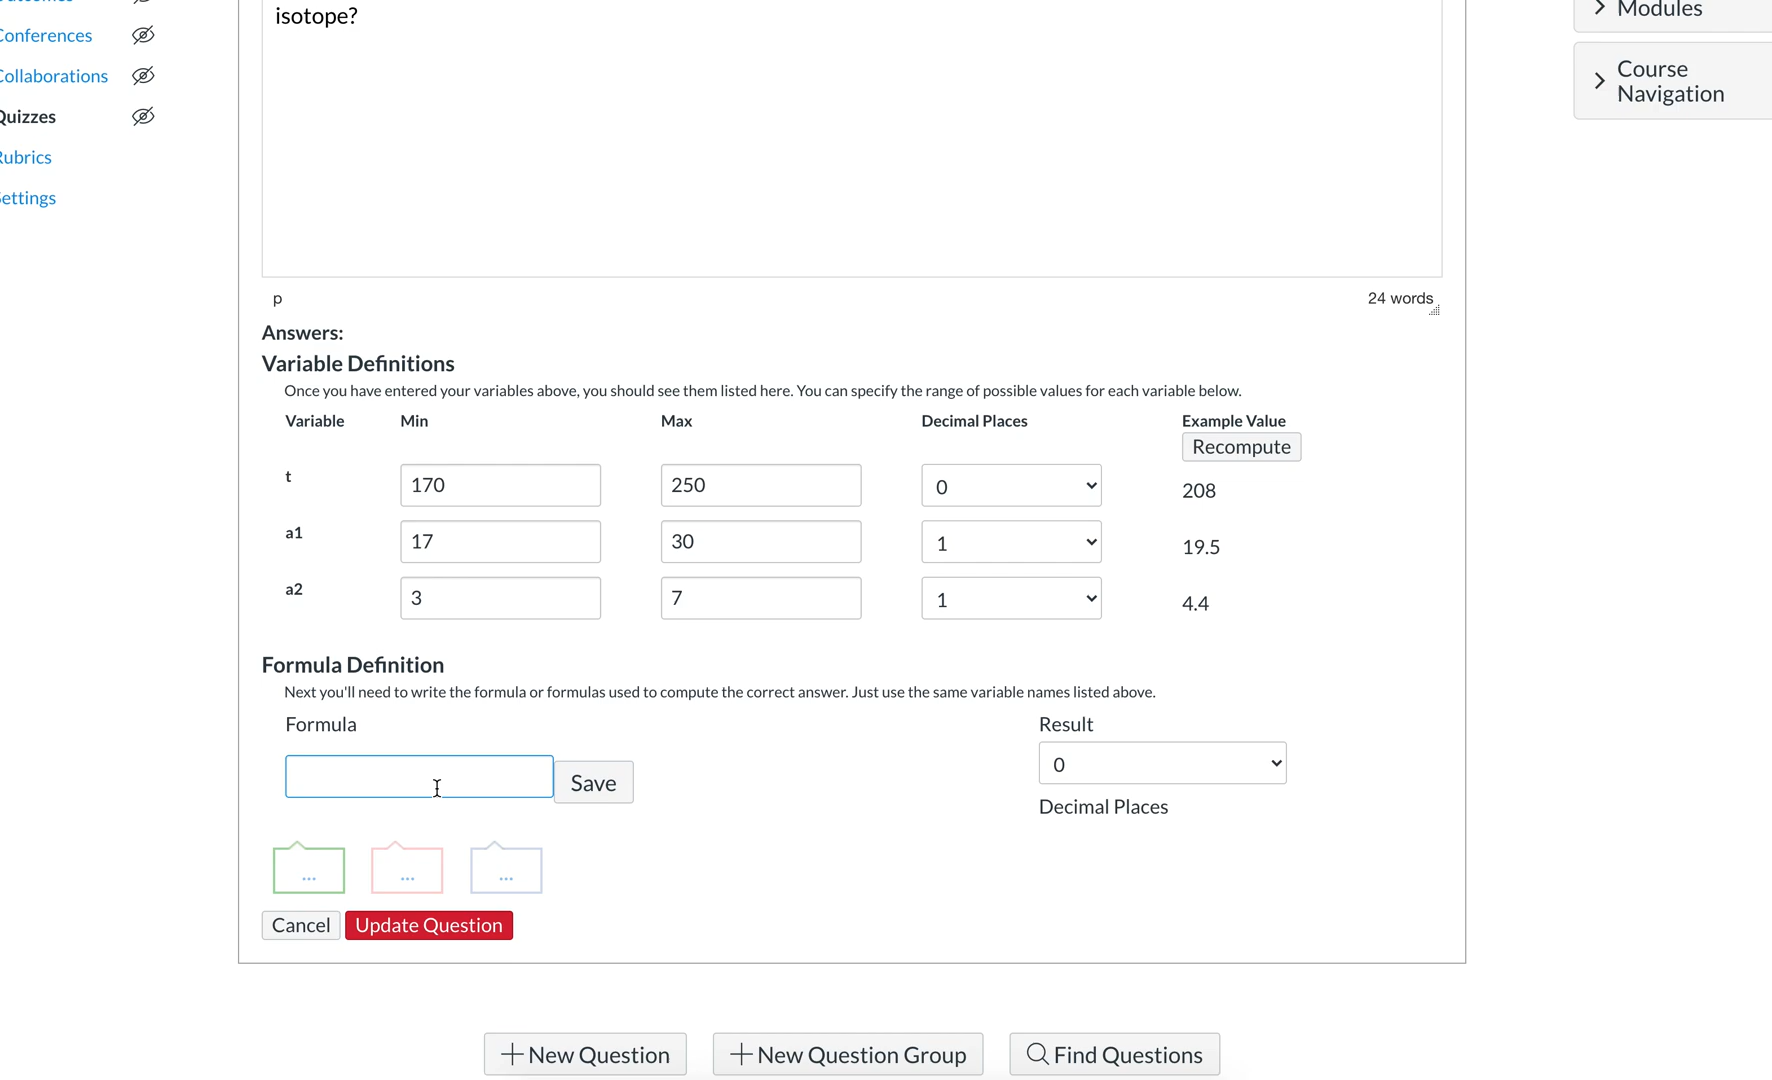 isotope?
Conferences
Collaborations
Quizzes
Rubrics
Settings
Modules
Course
Navigation
p
24 words
Answers:
Variable Definitions
Once you have entered your variables above, you should see them listed here. You can specify the range of possible values for each variable below.
Variable Min Max Decimal Places Example Value
Recompute
t 170 250 0 208
a1 17 30 1 19.5
a2 3 7 1 4.4
Formula Definition
Next you'll need to write the formula or formulas used to compute the correct answer. Just use the same variable names listed above.
Formula Result
Save 0
Decimal Places
... ... ...
Cancel Update Question
New Question New Question Group Find Questions